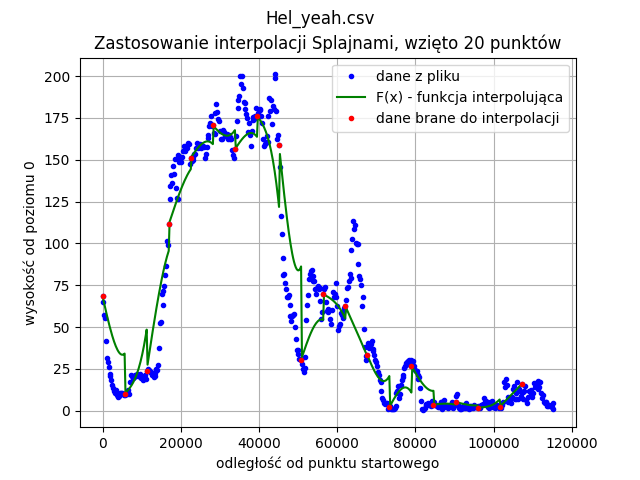 Hel_yeah.csv
Zastosowanie interpolacji Splajnami, wzięto 20 punktów
dane z pliku
F(x) - funkcja interpolująca
dane brane do interpolacji
wysokość od poziomu 0
200
175
150
125
100
75
50
25
0
0 20000 40000 60000 80000 100000 120000
odległość od punktu startowego